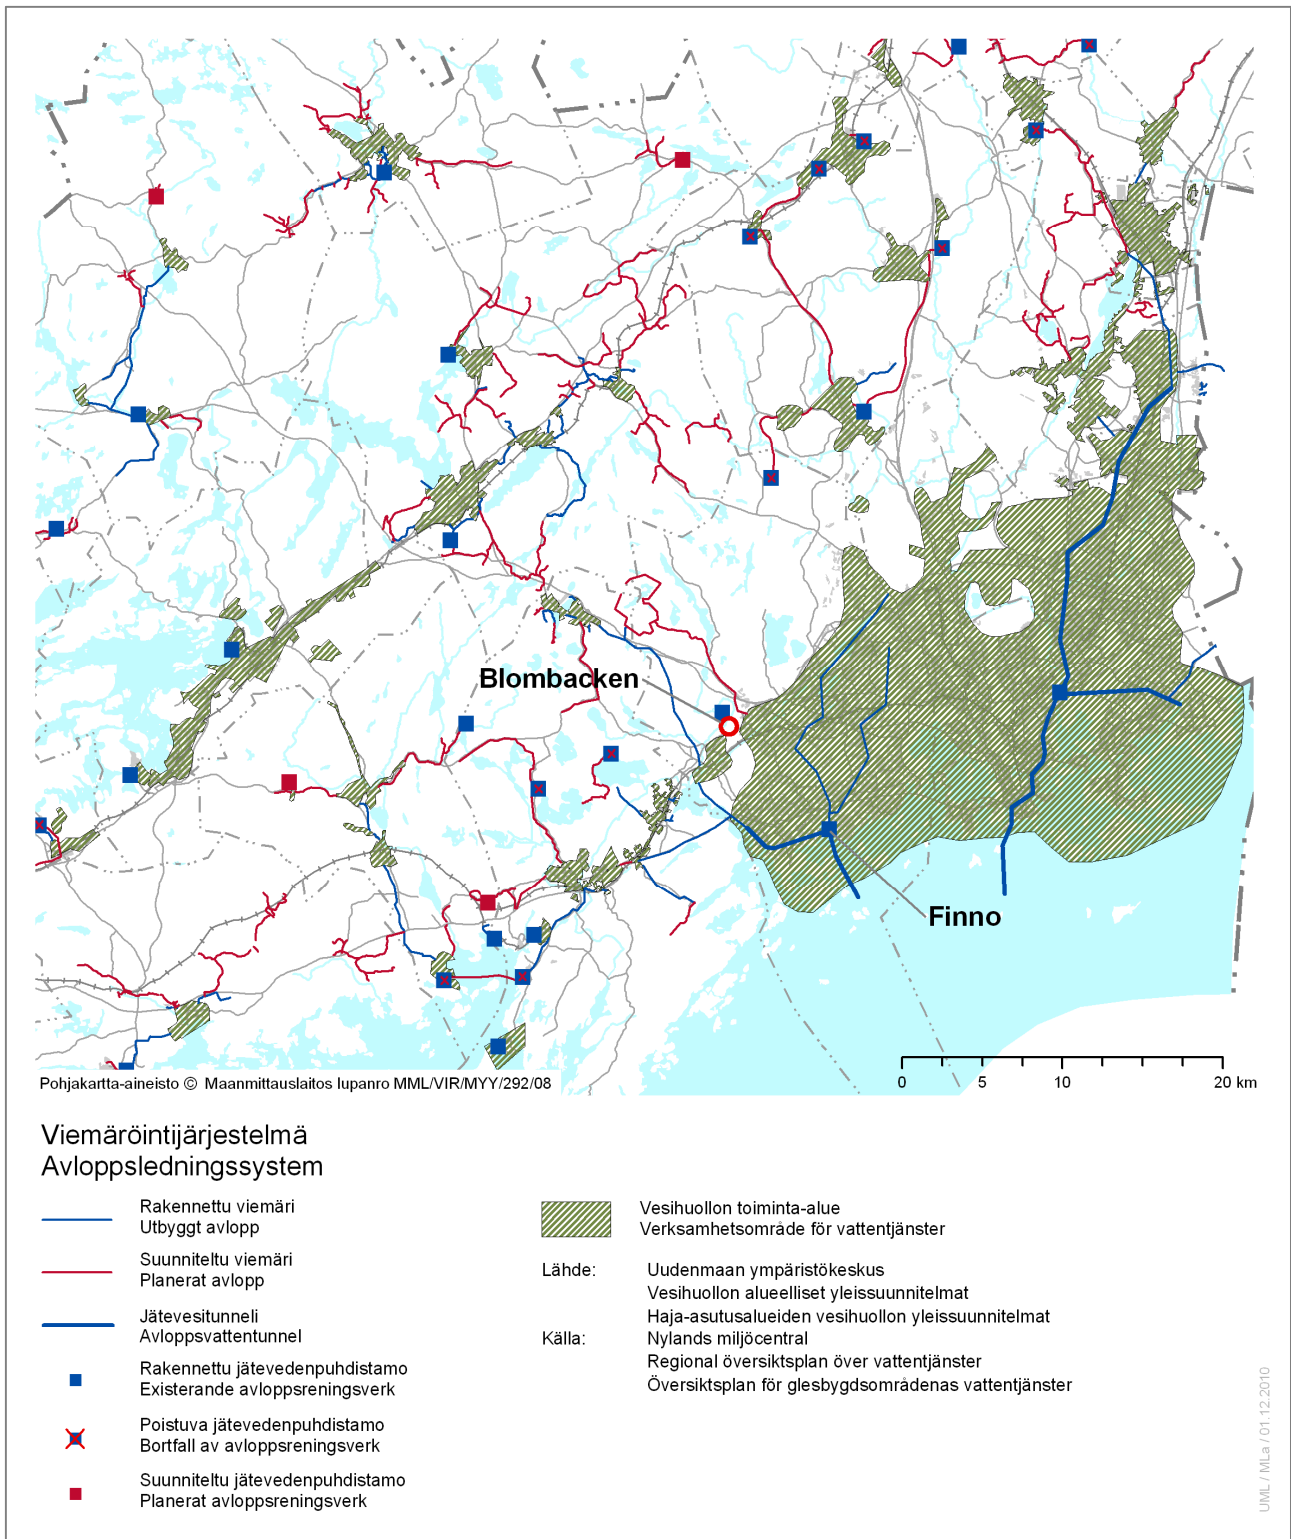 Blombacken
Finno
Pohjakartta-aineisto © Maanmittauslaitos lupanro MML/VIR/MYY/292/08
0 5 10 20 km
Viemäröintijärjestelmä
Avloppsledningssystem
Rakennettu viemäri
Utbyggt avlopp
Suunniteltu viemäri
Planerat avlopp
Jätevesitunneli
Avloppsvattentunnel
Rakennettu jätevedenpuhdistamo
Existerande avloppsreningsverk
Poistuva jätevedenpuhdistamo
Bortfall av avloppsreningsverk
Suunniteltu jätevedenpuhdistamo
Planerat avloppsreningsverk
Vesihuollon toiminta-alue
Verksamhetsområde för vattentjänster
Lähde: Uudenmaan ympäristökeskus
Vesihuollon alueelliset yleissuunnitelmat
Haja-asutusalueiden vesihuollon yleissuunnitelmat
Källa: Nylands miljöcentral
Regional översiktsplan över vattentjänster
Översiktsplan för glesbygdsområdenas vattentjänster
UML / MLa / 01.12.2010